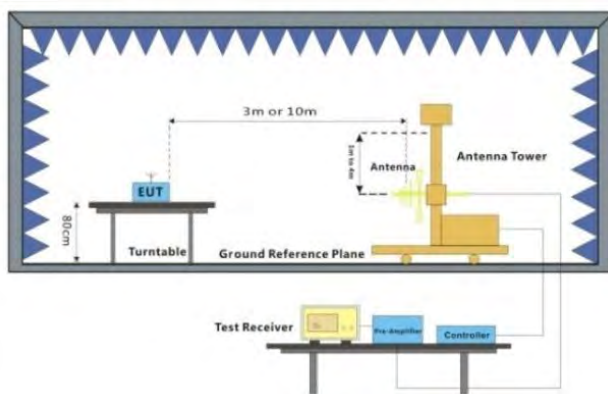 3m or 10m
1m to 4m
Antenna
Antenna Tower
EUT
80cm
Turntable
Ground Reference Plane
Test Receiver
Pre-Amplifier
Controller